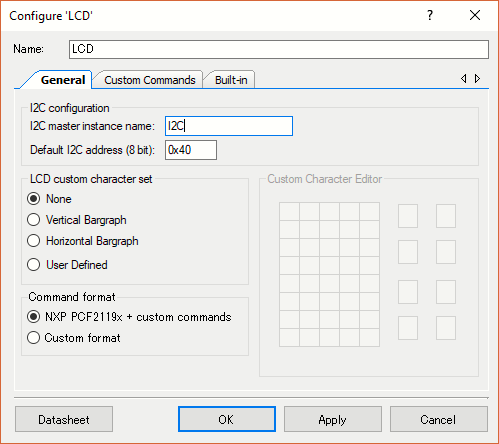 Configure 'LCD'
?
Name: LCD
General Custom Commands Built-in
I2C configuration
I2C master instance name: I2C
Default I2C address (8 bit): 0x40
LCD custom character set
None
Vertical Bargraph
Horizontal Bargraph
User Defined
Custom Character Editor
Command format
NXP PCF2119x + custom commands
Custom format
Datasheet OK Apply Cancel